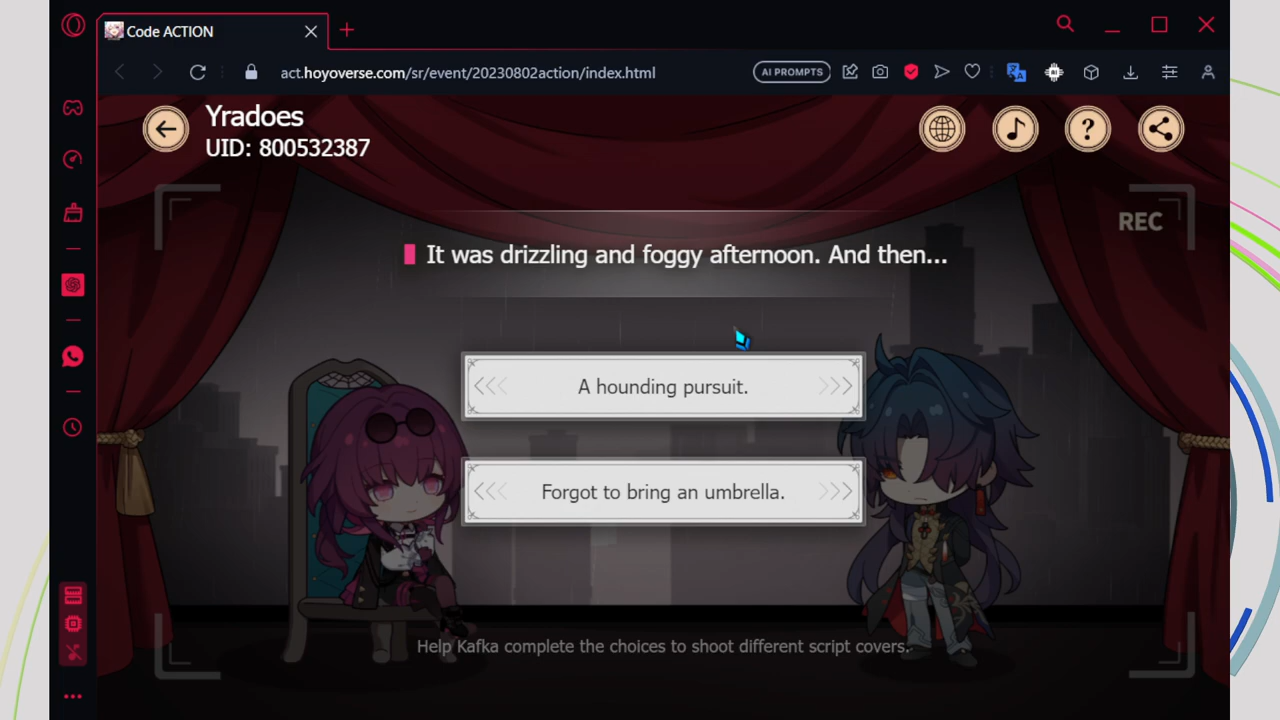 Code ACTION
act.hoyoverse.com/sr/event/20230802action/index.html
AI PROMPTS
Yradoes
UID: 800532387
REC
It was drizzling and foggy afternoon. And then...
A hounding pursuit.
Forgot to bring an umbrella.
Help Kafka complete the choices to shoot different script covers.